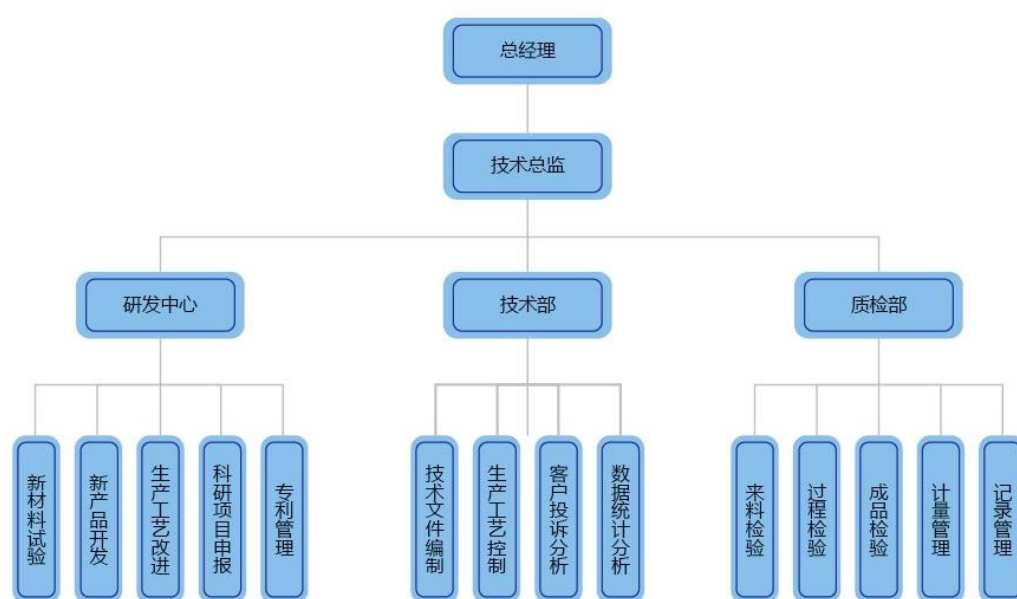 总经理
技术总监
研发中心
技术部
质检部
新材料试验
新产品开发
生产工艺改进
科研项目申报
专利管理
技术文件编制
生产工艺控制
客户投诉分析
数据统计分析
来料检验
过程检验
成品检验
计量管理
记录管理